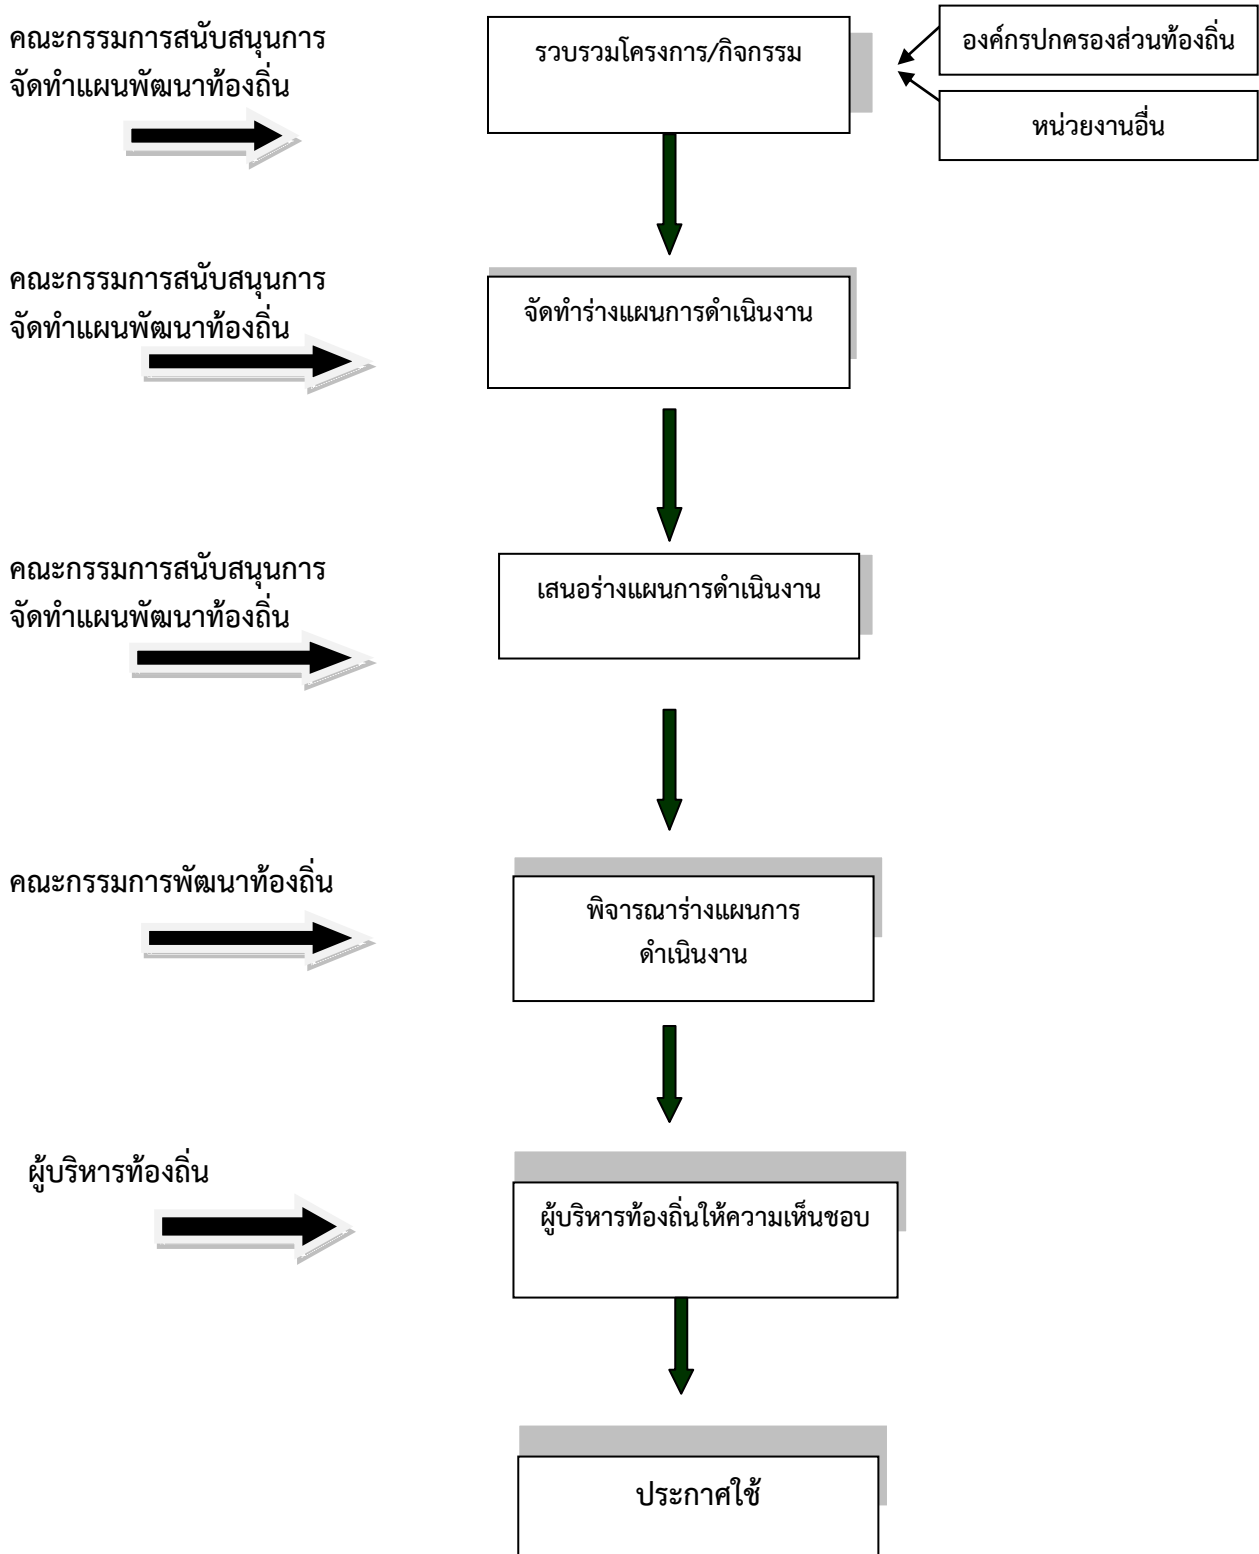 คณะกรรมการสนับสนุนการ
จัดทำแผนพัฒนาท้องถิ่น
รวบรวมโครงการ/กิจกรรม
องค์กรปกครองส่วนท้องถิ่น
หน่วยงานอื่น
คณะกรรมการสนับสนุนการ
จัดทำแผนพัฒนาท้องถิ่น
จัดทำร่างแผนการดำเนินงาน
คณะกรรมการสนับสนุนการ
จัดทำแผนพัฒนาท้องถิ่น
เสนอร่างแผนการดำเนินงาน
คณะกรรมการพัฒนาท้องถิ่น
พิจารณาร่างแผนการ
ดำเนินงาน
ผู้บริหารท้องถิ่น
ผู้บริหารท้องถิ่นให้ความเห็นชอบ
ประกาศใช้